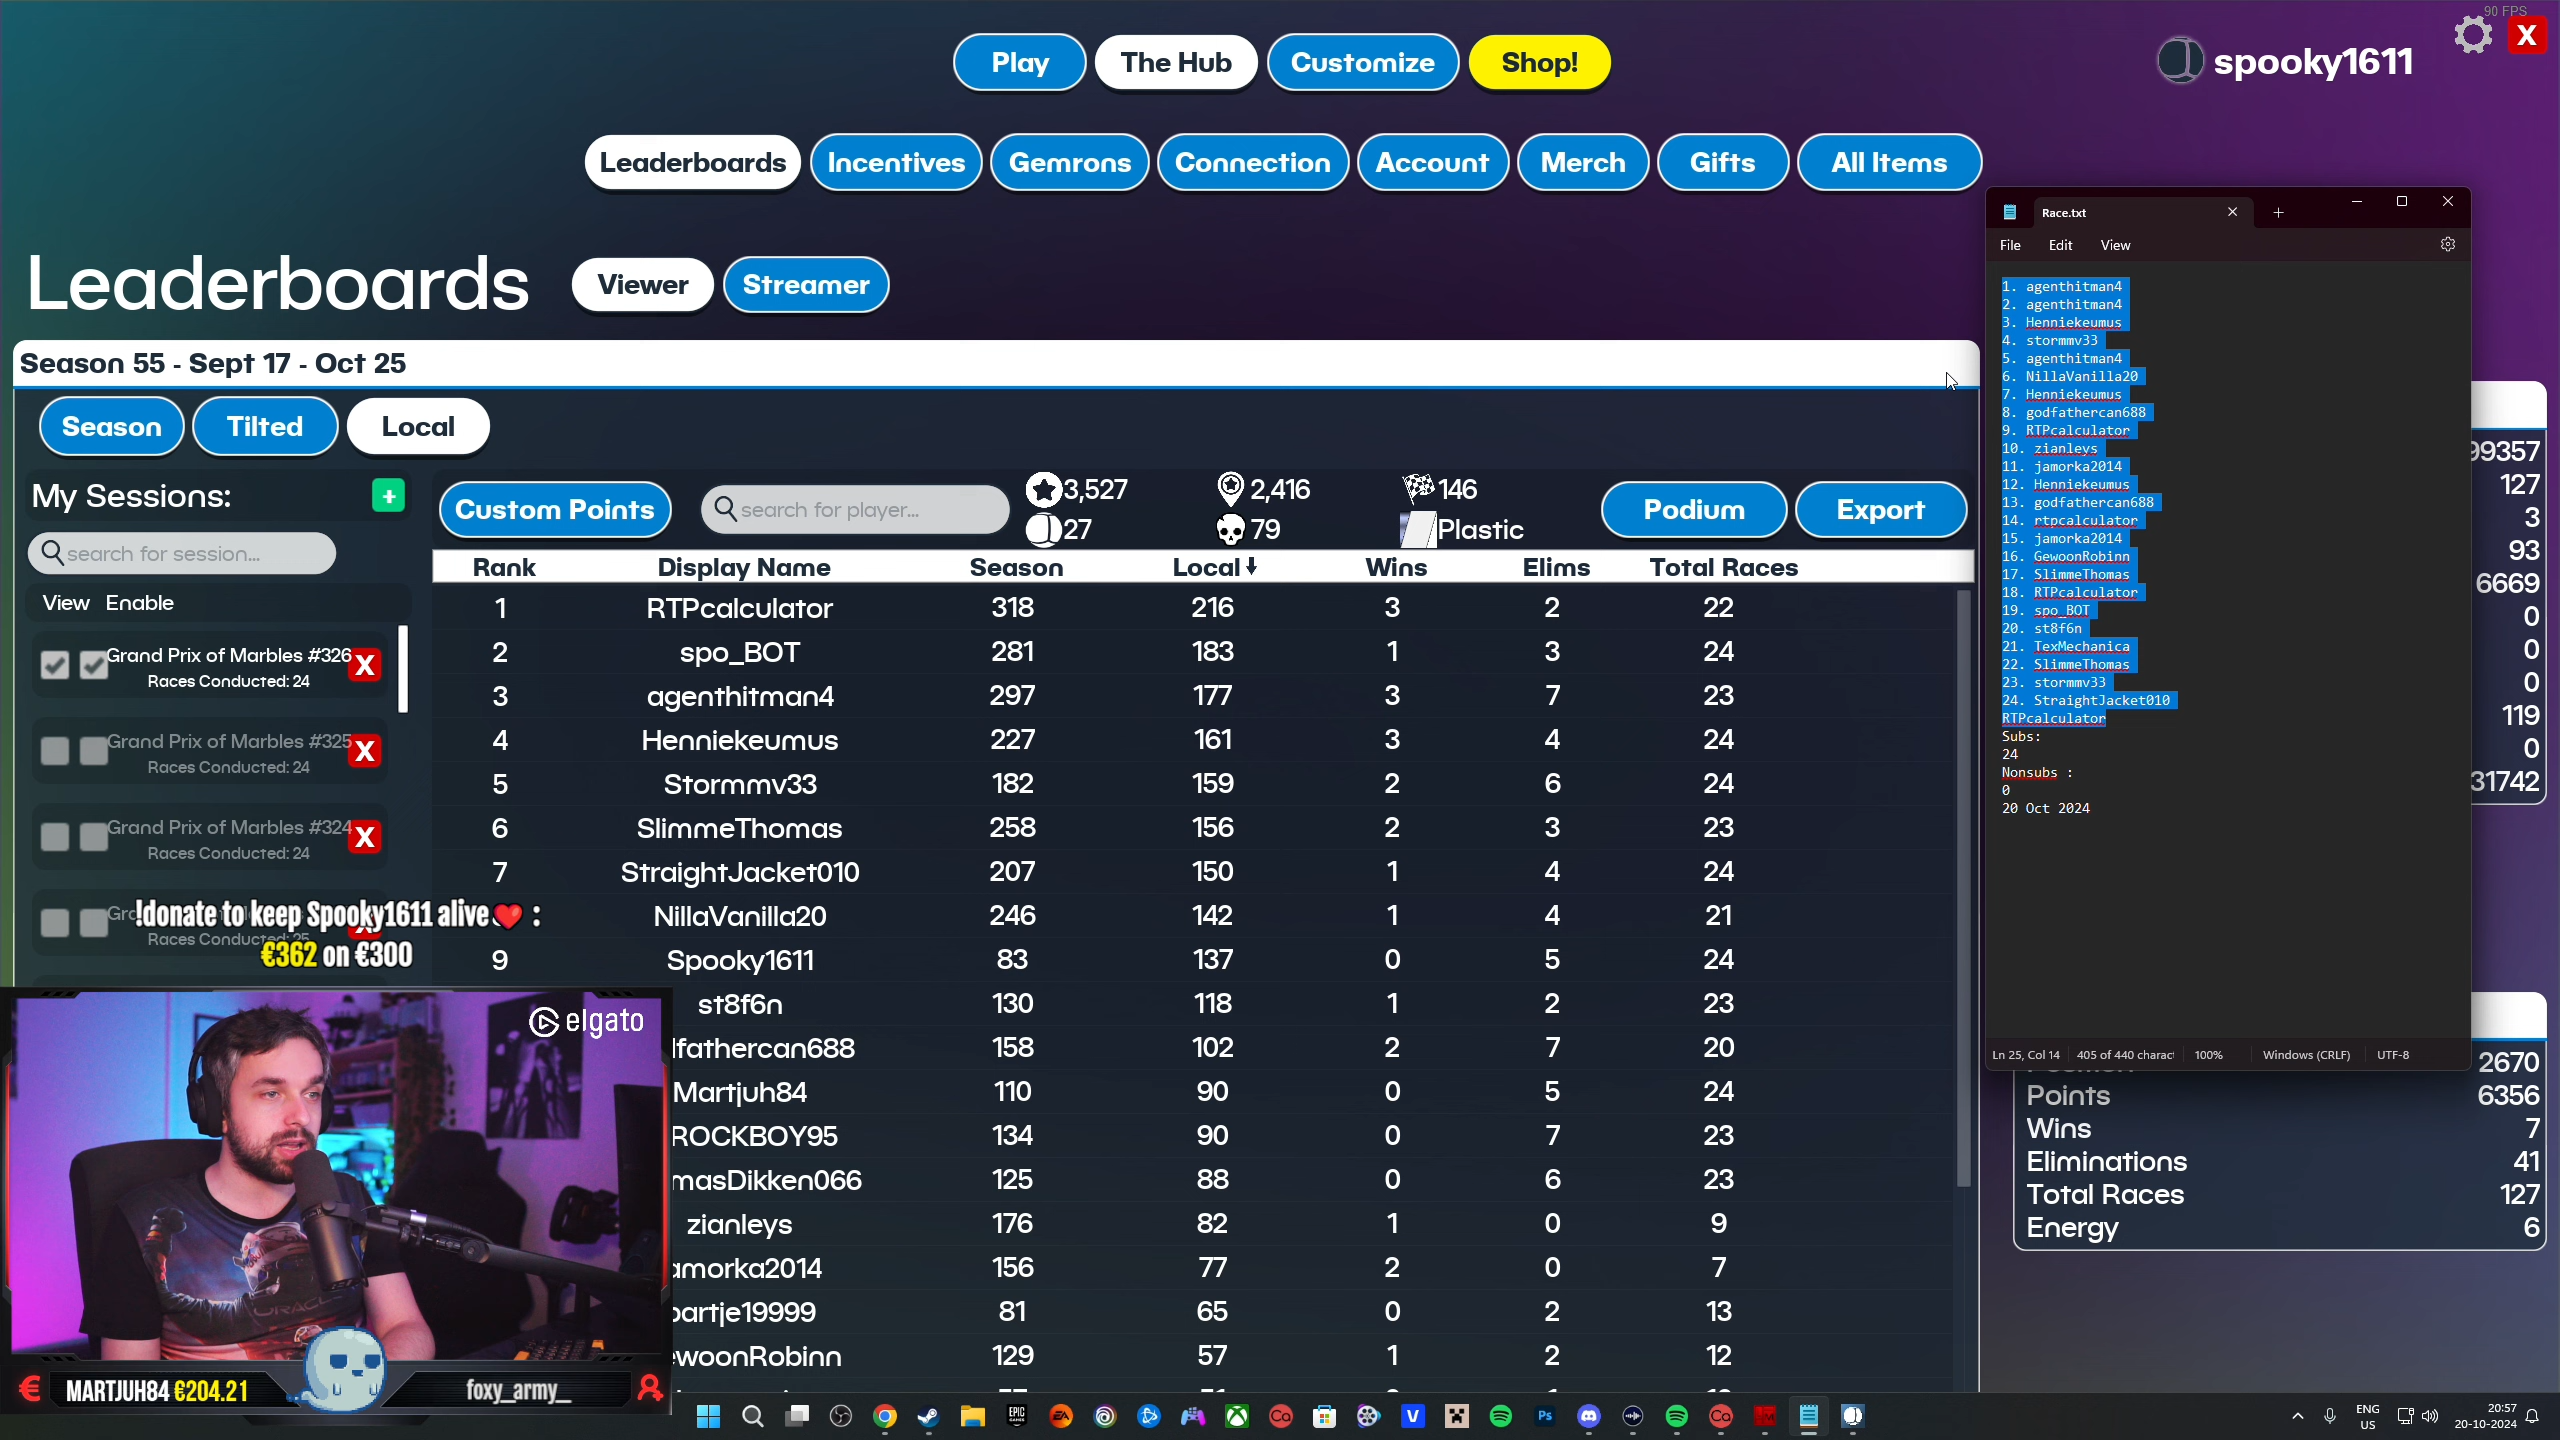 90 FPS
Play The Hub Customize Shop!
spooky1611
X
Leaderboards Incentives Gemrons Connection Account Merch Gifts All Items
Leaderboards Viewer Streamer
Season 55 - Sept 17 - Oct 25
Season Tilted Local
My Sessions: +
search for session...
View Enable
Grand Prix of Marbles #326 X
Races Conducted: 24
Grand Prix of Marbles #325 X
Races Conducted: 24
Grand Prix of Marbles #324 X
Races Conducted: 24
Races Conducted: 25
!donate to keep Spooky1611 alive❤️ :
€362 on €300
Custom Points search for player... 3,527 2,416 146 Podium Export
27 79 Plastic
Rank Display Name Season Local Wins Elims Total Races
1 RTPcalculator 318 216 3 2 22
2 spo_BOT 281 183 1 3 24
3 agenthitman4 297 177 3 7 23
4 Henniekeumus 227 161 3 4 24
5 Stormmv33 182 159 2 6 24
6 SlimmeThomas 258 156 2 3 23
7 StraightJacket010 207 150 1 4 24
NillaVanilla20 246 142 1 4 21
9 Spooky1611 83 137 0 5 24
st8f6n 130 118 1 2 23
lfathercan688 158 102 2 7 20
Martjuh84 110 90 0 5 24
ROCKBOY95 134 90 0 7 23
masDikken066 125 88 0 6 23
zianleys 176 82 1 0 9
amorka2014 156 77 2 0 7
partje19999 81 65 0 2 13
ewoonRobinn 129 57 1 2 12
Race.txt
File Edit View
1. agenthitman4
2. agenthitman4
3. Henniekeumus
4. stormmv33
5. agenthitman4
6. NillaVanilla20
7. Henniekeumus
8. godfathercan688
9. RTPcalculator
10. zianleys
11. jamorka2014
12. Henniekeumus
13. godfathercan688
14. rtpcalculator
15. jamorka2014
16. GewoonRobinn
17. SlimmeThomas
18. RTPcalculator
19. spo_BOT
20. st8f6n
21. TexMechanica
22. SlimmeThomas
23. stormmv33
24. StraightJacket010
RTPcalculator
Subs:
24
Nonsubs :
0
20 Oct 2024
Ln 25, Col 14 405 of 440 charact 100% Windows (CRLF) UTF-8
99357
127
3
93
6669
0
0
0
119
0
31742
2670
Points 6356
Wins 7
Eliminations 41
Total Races 127
Energy 6
elgato
ORACLE
MARTJUH84 €204.21
foxy_army_
ENG
US
20:57
20-10-2024